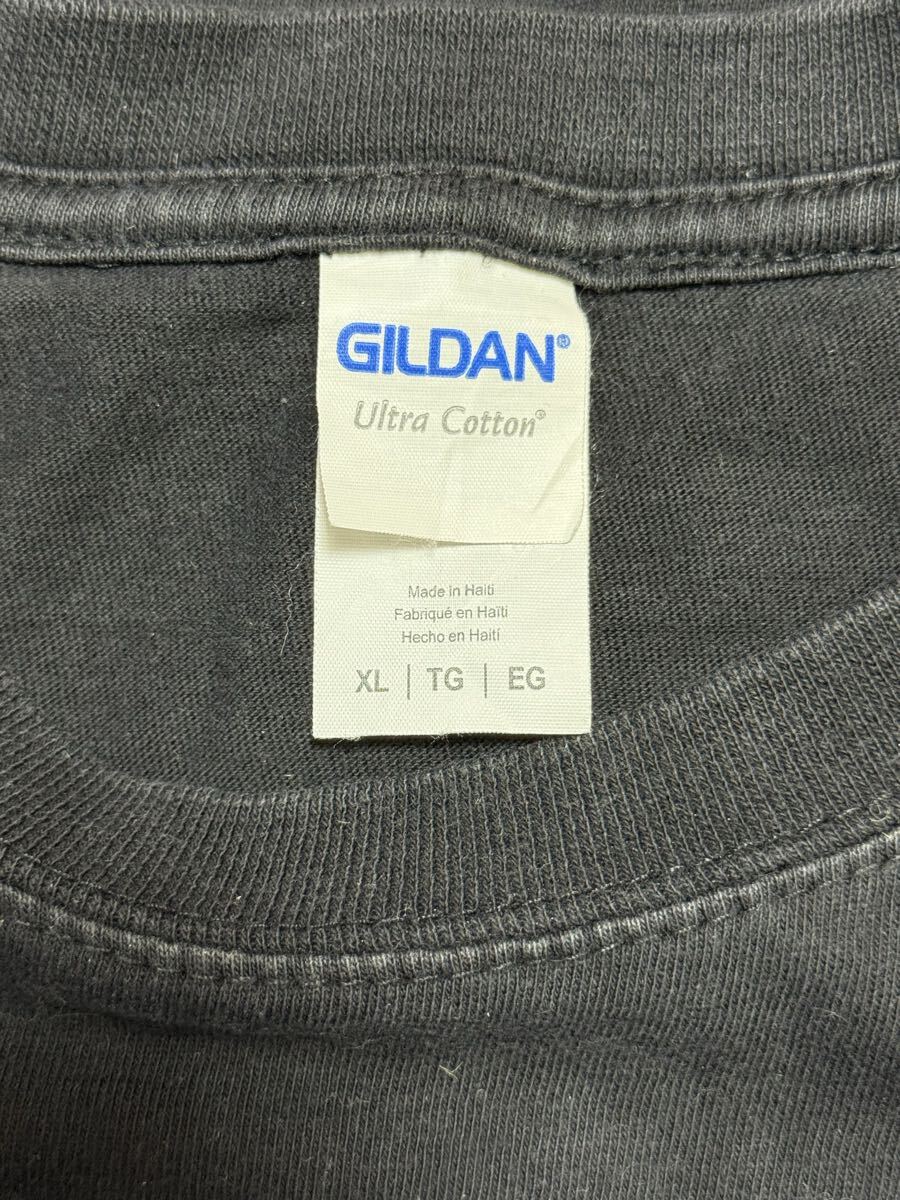 GILDAN®
Ultra Cotton®
Made in Haiti
Fabriqué en Haïti
Hecho en Haití
XL | TG | EG